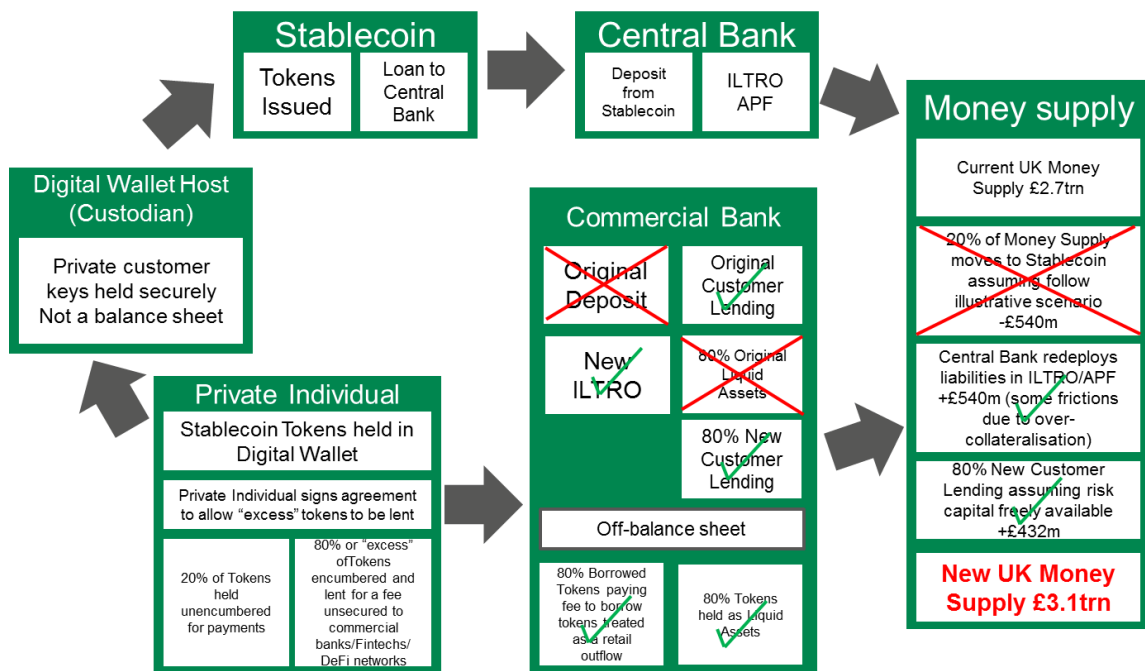 Stablecoin
Tokens
Issued
Loan to
Central
Bank
Central Bank
Deposit
from
Stablecoin
ILTRO
APF
Money supply
Current UK Money
Supply £2.7trn
20% of Money Supply
moves to Stablecoin
assuming follow
illustrative scenario
-£540m
Central Bank redeploys
liabilities in ILTRO/APF
+£540m (some frictions
due to over-
collateralisation)
80% New Customer
Lending assuming risk
capital freely available
+£432m
New UK Money
Supply £3.1trn
Digital Wallet Host
(Custodian)
Private customer
keys held securely
Not a balance sheet
Private Individual
Stablecoin Tokens held in
Digital Wallet
Private Individual signs agreement
to allow “excess” tokens to be lent
20% of Tokens
held
unencumbered
for payments
80% or “excess”
ofTokens
encumbered and
lent for a fee
unsecured to
commercial
banks/Fintechs/
DeFi networks
Commercial Bank
Original
Deposit
Original
Customer
Lending
New
ILTRO
80% Original
Liquid
Assets
80% New
Customer
Lending
Off-balance sheet
80% Borrowed
Tokens paying
fee to borrow
tokens treated
as a retail
outflow
80% Tokens
held as Liquid
Assets